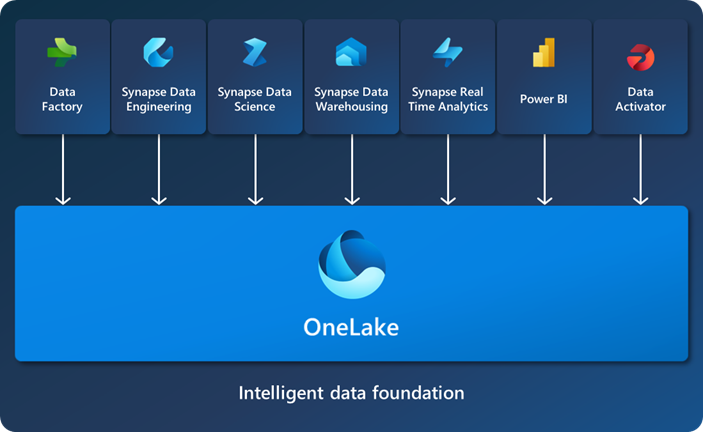 Data
Factory
Synapse Data
Engineering
Synapse Data
Science
Synapse Data
Warehousing
Synapse Real
Time Analytics
Power BI
Data
Activator
OneLake
Intelligent data foundation